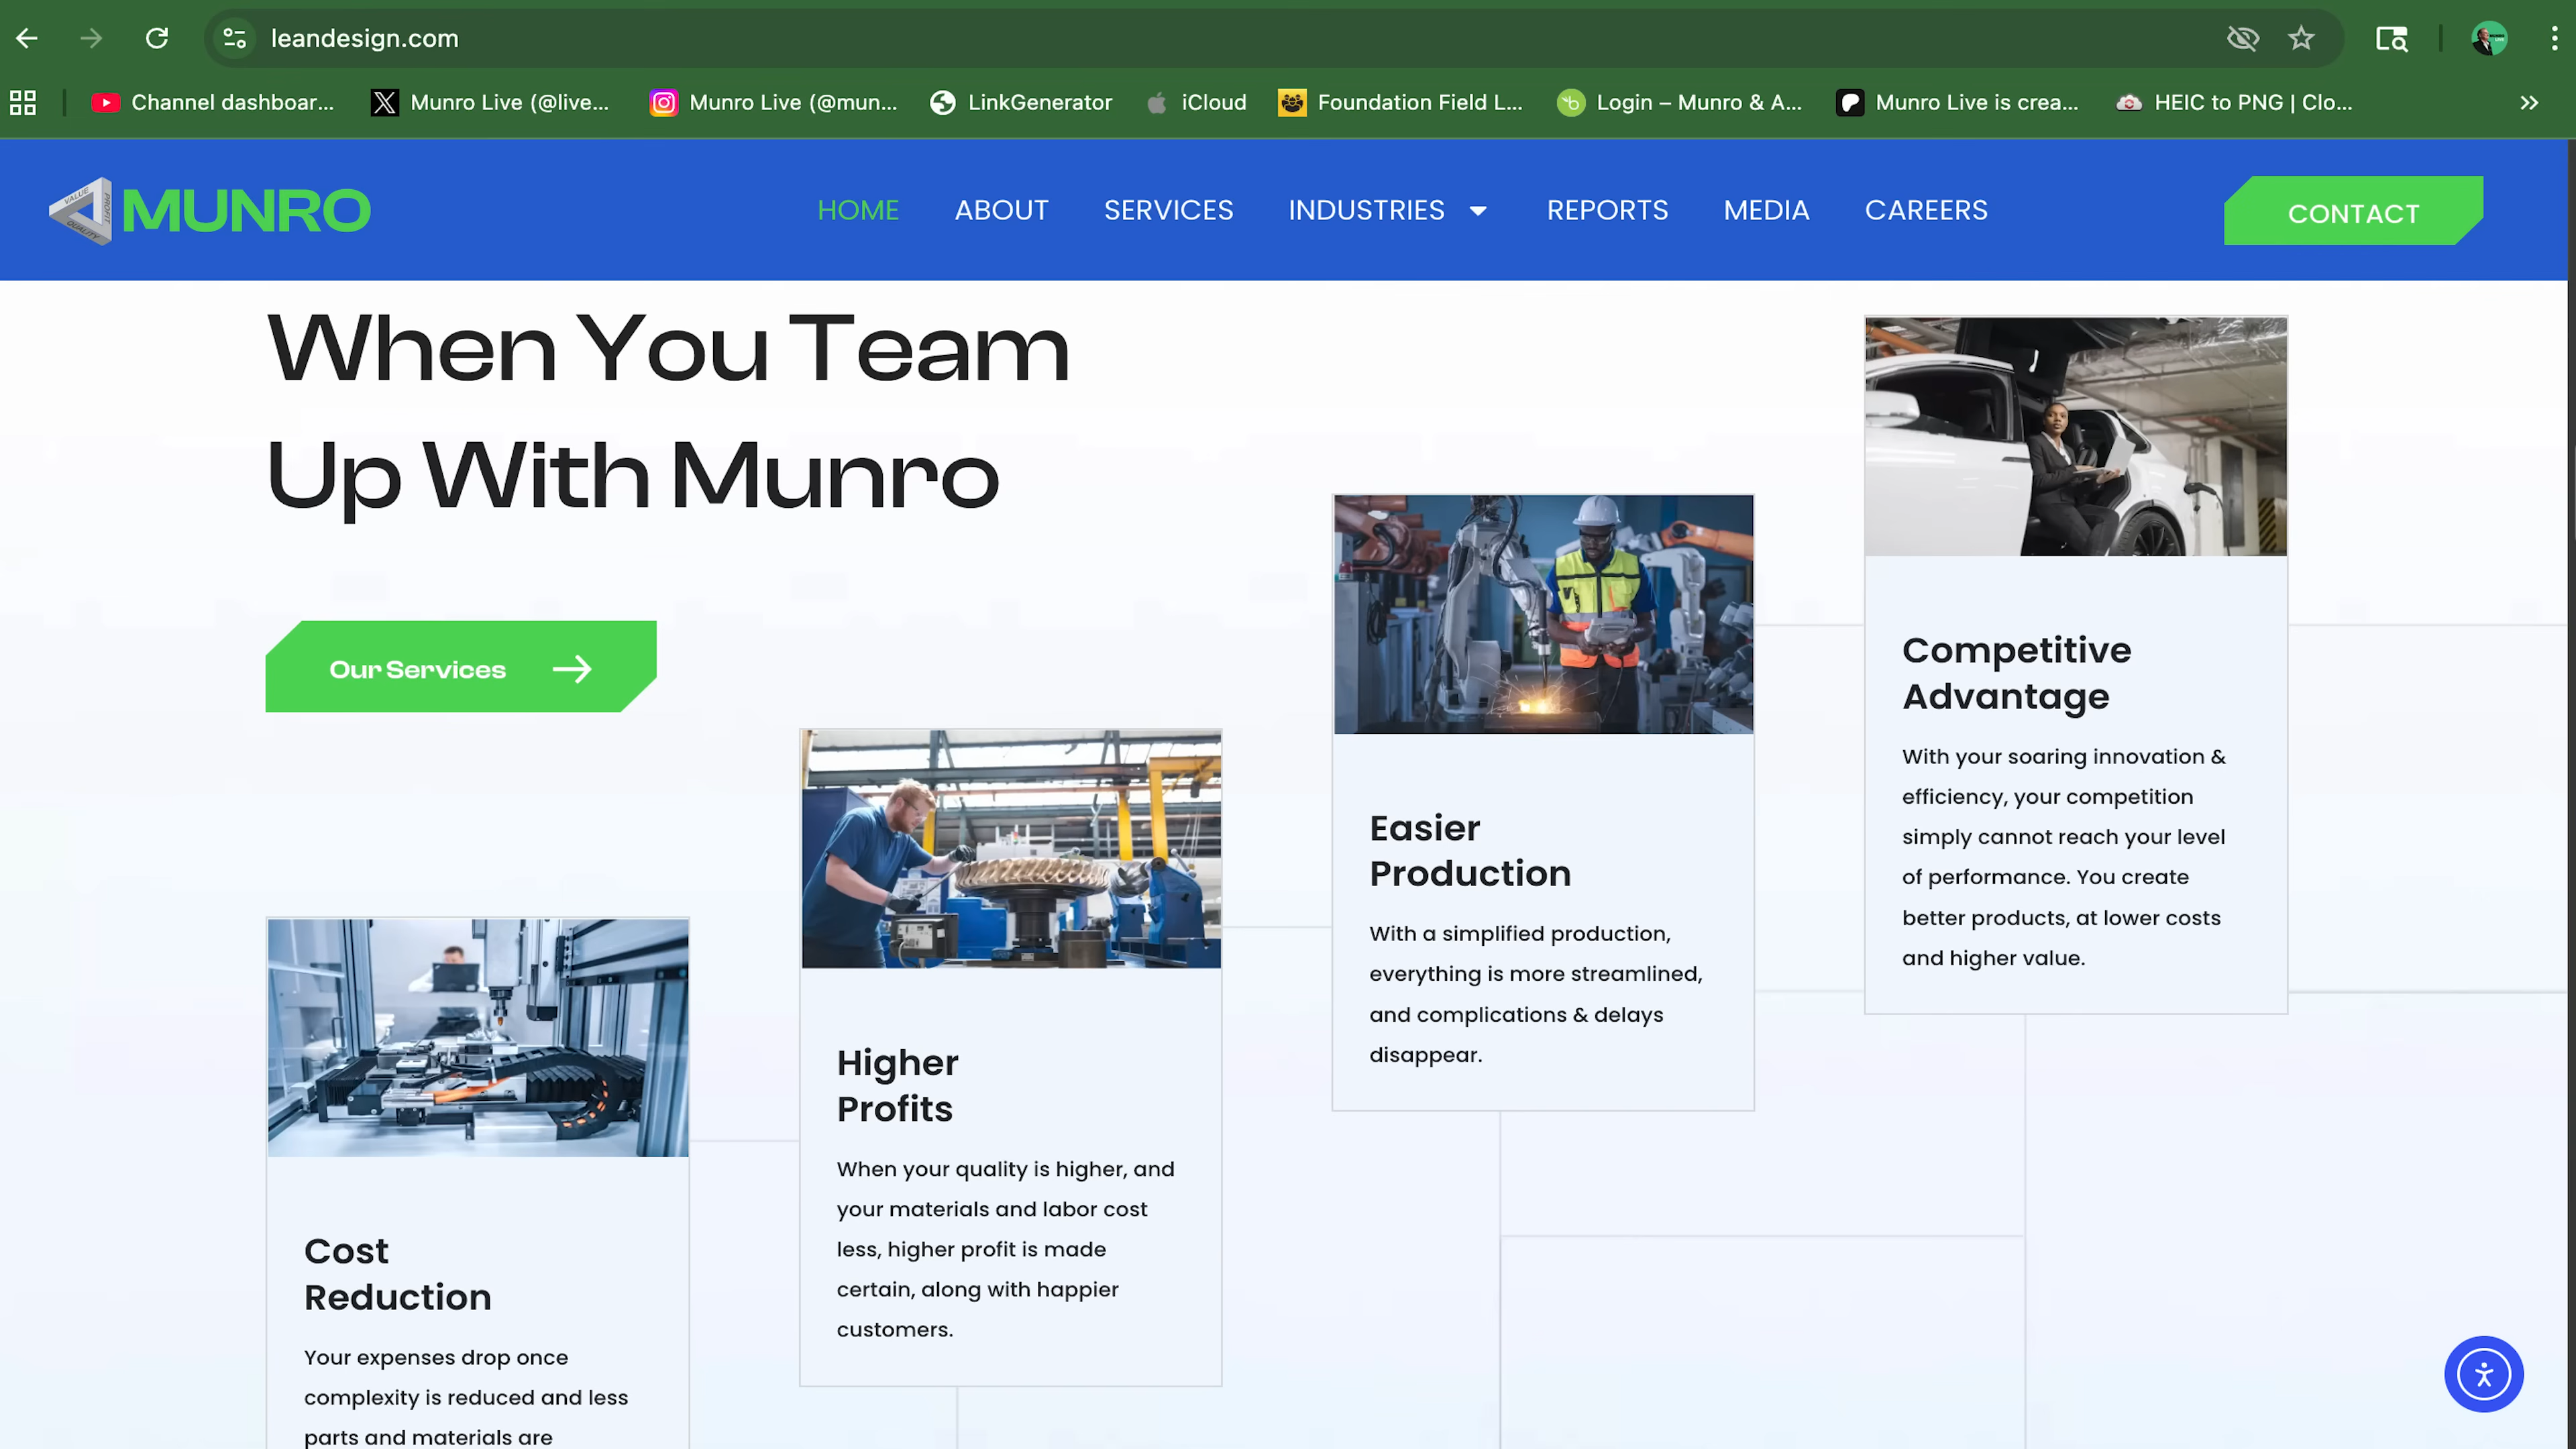 leandesign.com
Channel dashboar...
Munro Live (@live...
Munro Live (@mun...
LinkGenerator
iCloud
Foundation Field L...
Login – Munro & A...
Munro Live is crea...
HEIC to PNG | Clo...
VALUE
PROFIT
QUALITY
MUNRO
HOME
ABOUT
SERVICES
INDUSTRIES
REPORTS
MEDIA
CAREERS
CONTACT
When You Team
Up With Munro
Our Services
Cost
Reduction
Your expenses drop once
complexity is reduced and less
parts and materials are
Higher
Profits
When your quality is higher, and
your materials and labor cost
less, higher profit is made
certain, along with happier
customers.
Easier
Production
With a simplified production,
everything is more streamlined,
and complications & delays
disappear.
Competitive
Advantage
With your soaring innovation &
efficiency, your competition
simply cannot reach your level
of performance. You create
better products, at lower costs
and higher value.